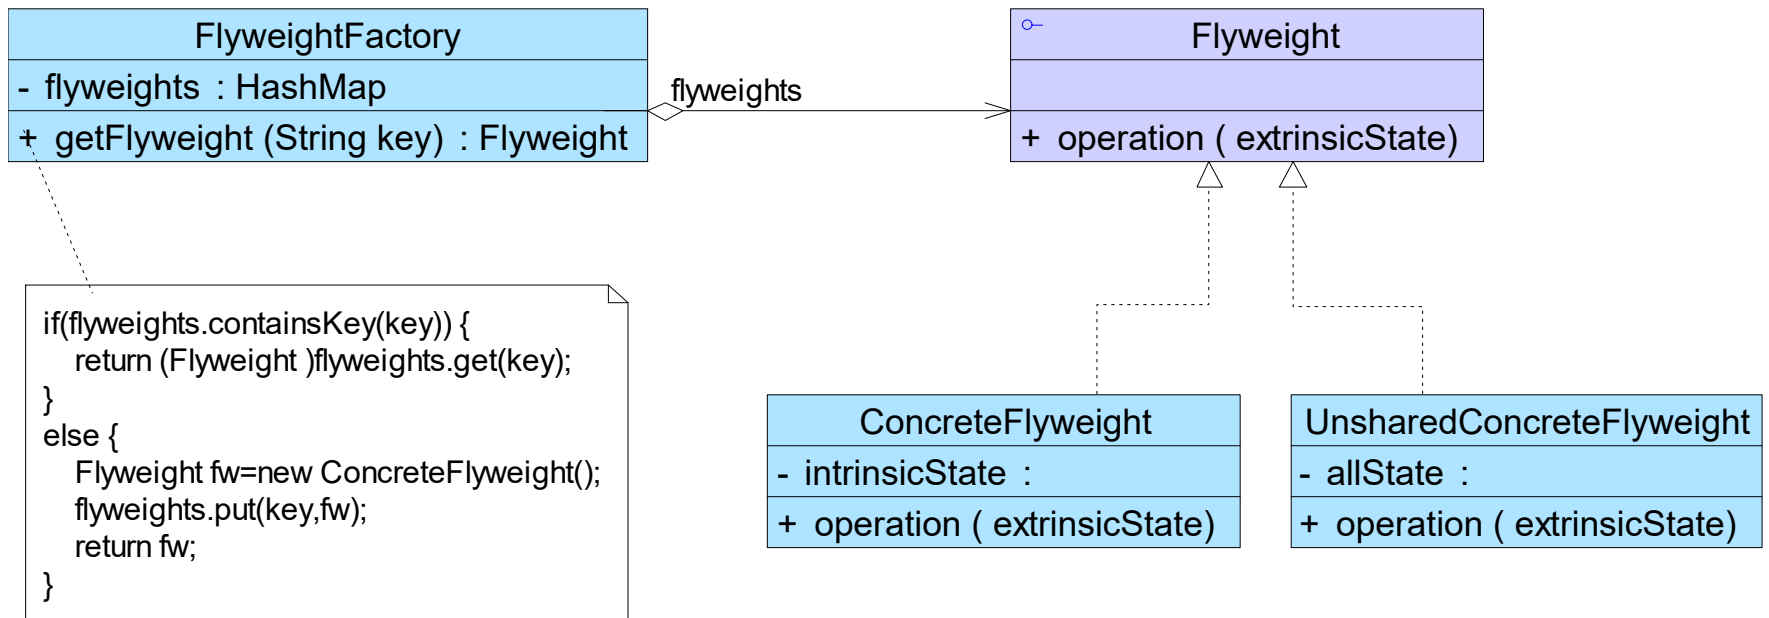 FlyweightFactory
- flyweights : HashMap
+ getFlyweight (String key) : Flyweight
flyweights
Flyweight
+ operation ( extrinsicState)
if(flyweights.containsKey(key)) {
return (Flyweight )flyweights.get(key);
}
else {
Flyweight fw=new ConcreteFlyweight();
flyweights.put(key,fw);
return fw;
}
ConcreteFlyweight
- intrinsicState :
+ operation ( extrinsicState)
UnsharedConcreteFlyweight
- allState :
+ operation ( extrinsicState)